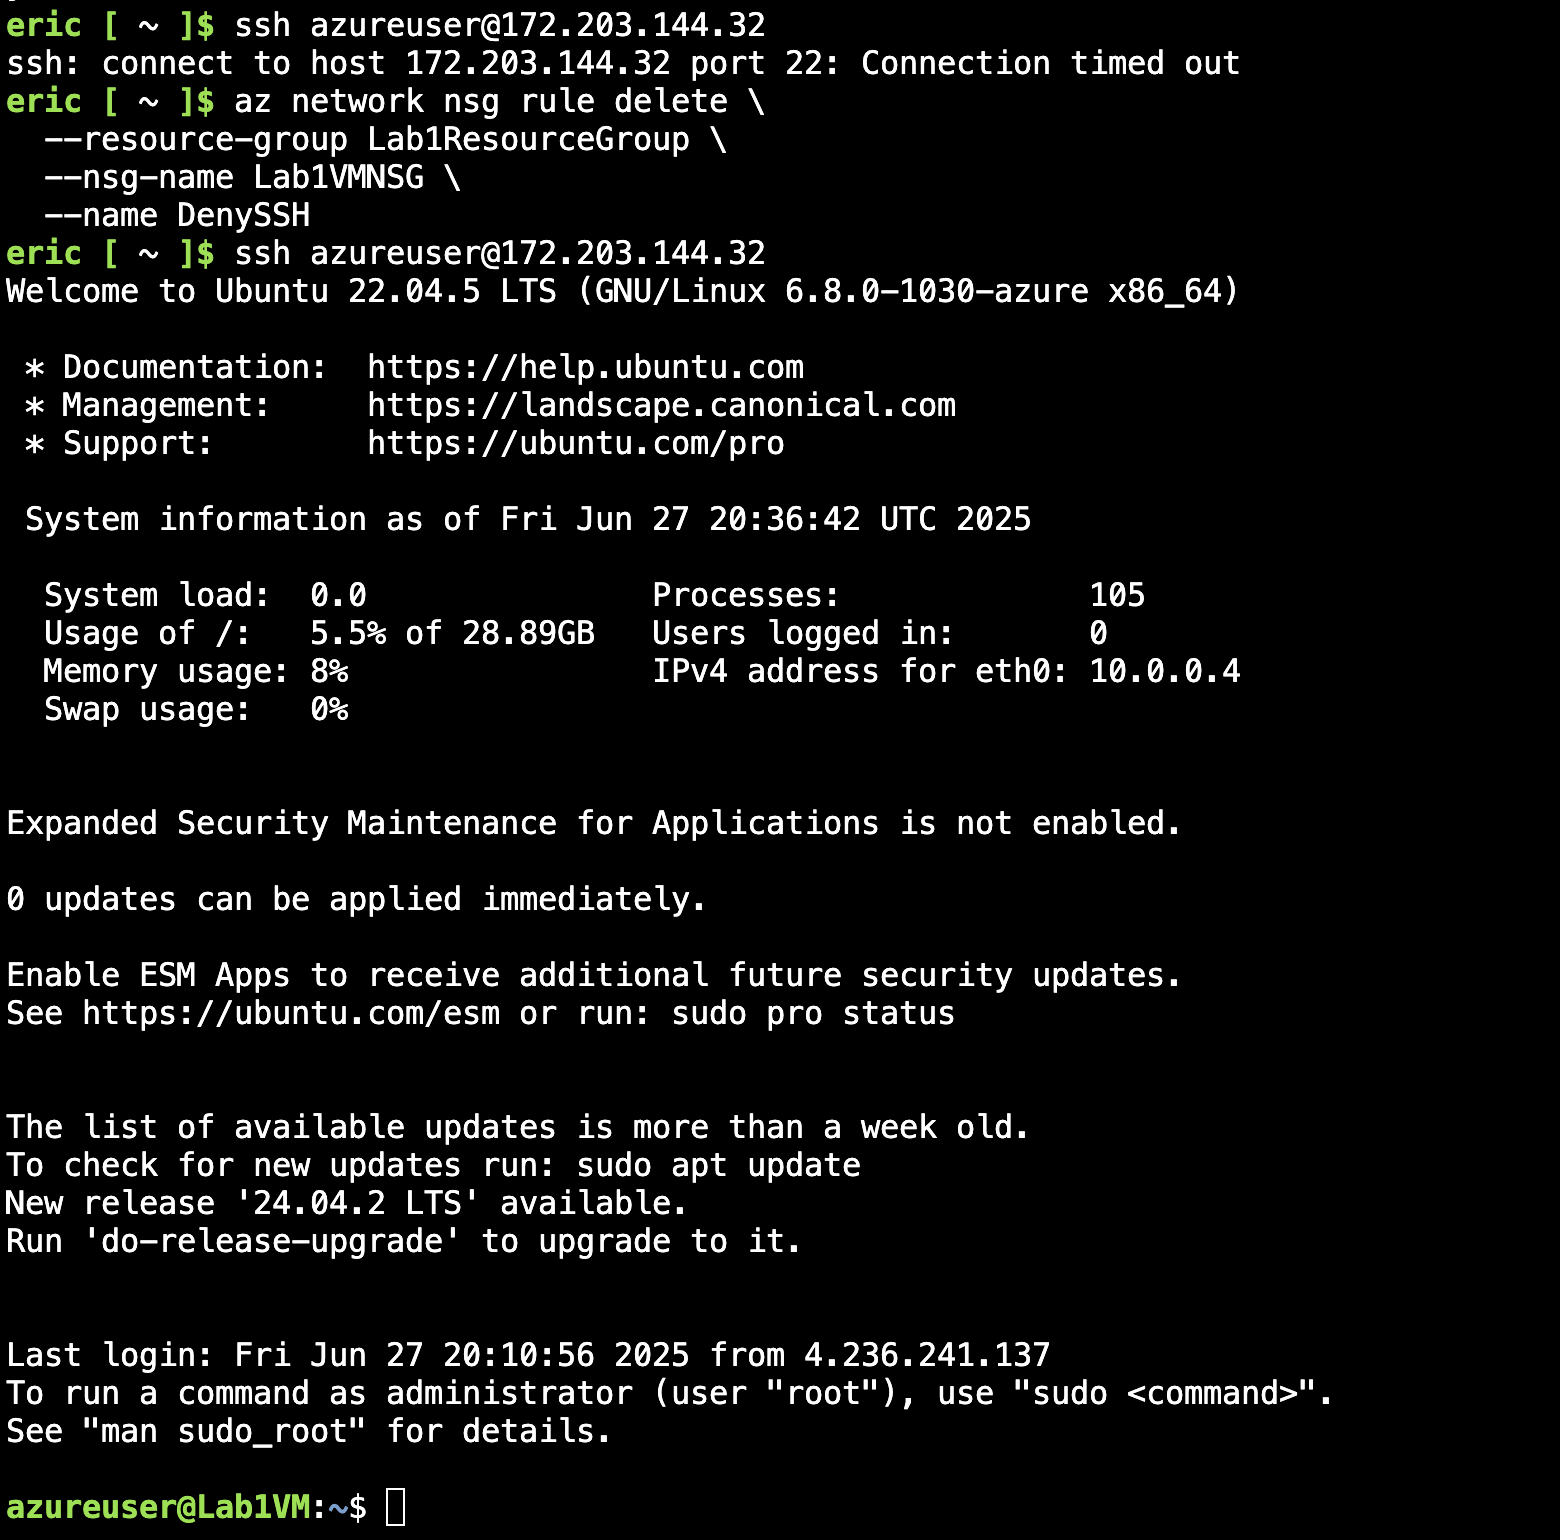 eric [ ~ ]$ ssh azureuser@172.203.144.32
ssh: connect to host 172.203.144.32 port 22: Connection timed out
eric [ ~ ]$ az network nsg rule delete \
  --resource-group Lab1ResourceGroup \
  --nsg-name Lab1VMNSG \
  --name DenySSH
eric [ ~ ]$ ssh azureuser@172.203.144.32
Welcome to Ubuntu 22.04.5 LTS (GNU/Linux 6.8.0-1030-azure x86_64)

 * Documentation:  https://help.ubuntu.com
 * Management:     https://landscape.canonical.com
 * Support:        https://ubuntu.com/pro

 System information as of Fri Jun 27 20:36:42 UTC 2025

  System load:  0.0               Processes:             105
  Usage of /:   5.5% of 28.89GB   Users logged in:       0
  Memory usage: 8%                IPv4 address for eth0: 10.0.0.4
  Swap usage:   0%


Expanded Security Maintenance for Applications is not enabled.

0 updates can be applied immediately.

Enable ESM Apps to receive additional future security updates.
See https://ubuntu.com/esm or run: sudo pro status


The list of available updates is more than a week old.
To check for new updates run: sudo apt update
New release '24.04.2 LTS' available.
Run 'do-release-upgrade' to upgrade to it.


Last login: Fri Jun 27 20:10:56 2025 from 4.236.241.137
To run a command as administrator (user "root"), use "sudo <command>".
See "man sudo_root" for details.

azureuser@Lab1VM:~$